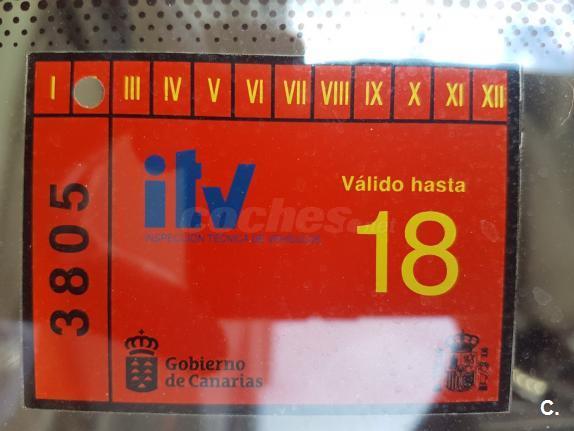 I III IV V VI VII VIII IX X XI XII
3805
itv
INSPECCIÓN TÉCNICA DE VEHÍCULOS
Válido hasta
18
coches.net
Gobierno
de Canarias
C.